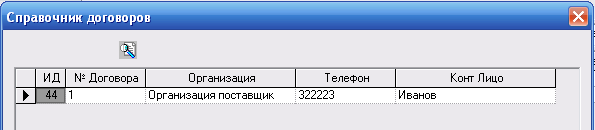 Справочник договоров
ИД № Договора Организация Телефон Конт Лицо
44 1 Организация поставщик 322223 Иванов